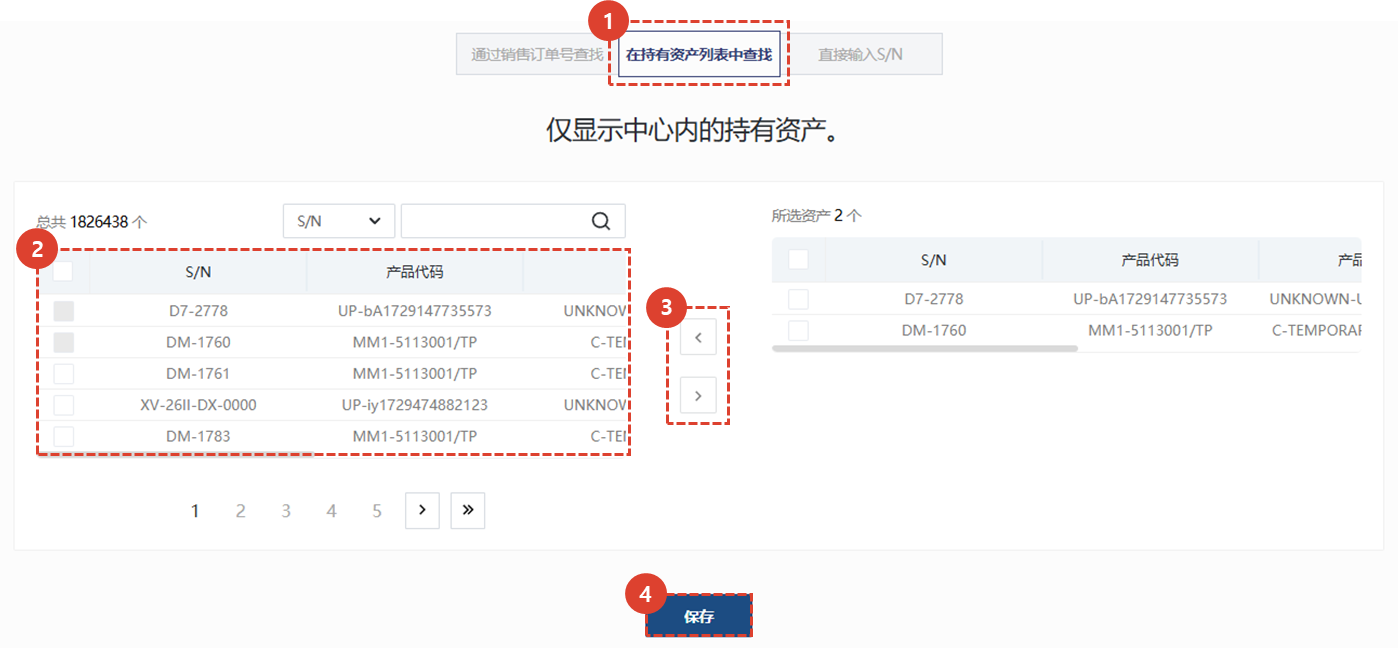 1
通过销售订单号查找 在持有资产列表中查找 直接输入S/N
仅显示中心内的持有资产。
总共 1826438 个 S/N
所选资产 2 个
2
S/N 产品代码
D7-2778 UP-bA1729147735573 UNKNOW
DM-1760 MM1-5113001/TP C-TEI
DM-1761 MM1-5113001/TP C-TEI
XV-26II-DX-0000 UP-iy1729474882123 UNKNOW
DM-1783 MM1-5113001/TP C-TEI
3
<
>
S/N 产品代码 产品
D7-2778 UP-bA1729147735573 UNKNOWN-U
DM-1760 MM1-5113001/TP C-TEMPORAR
1 2 3 4 5 > »
4
保存